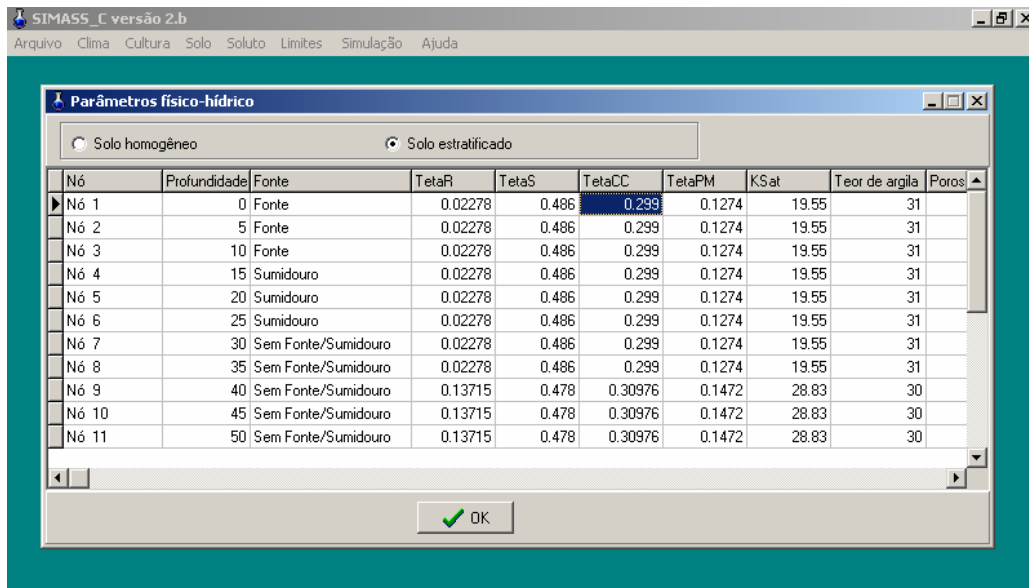 SIMASS_C versão 2.b
Arquivo Clima Cultura Solo Soluto Limites Simulação Ajuda
Parâmetros físico-hídrico
Solo homogêneo Solo estratificado
Nó Profundidade Fonte TetaR TetaS TetaCC TetaPM KSat Teor de argila Poros
Nó 1 0 Fonte 0.02278 0.486 0.299 0.1274 19.55 31
Nó 2 5 Fonte 0.02278 0.486 0.299 0.1274 19.55 31
Nó 3 10 Fonte 0.02278 0.486 0.299 0.1274 19.55 31
Nó 4 15 Sumidouro 0.02278 0.486 0.299 0.1274 19.55 31
Nó 5 20 Sumidouro 0.02278 0.486 0.299 0.1274 19.55 31
Nó 6 25 Sumidouro 0.02278 0.486 0.299 0.1274 19.55 31
Nó 7 30 Sem Fonte/Sumidouro 0.02278 0.486 0.299 0.1274 19.55 31
Nó 8 35 Sem Fonte/Sumidouro 0.02278 0.486 0.299 0.1274 19.55 31
Nó 9 40 Sem Fonte/Sumidouro 0.13715 0.478 0.30976 0.1472 28.83 30
Nó 10 45 Sem Fonte/Sumidouro 0.13715 0.478 0.30976 0.1472 28.83 30
Nó 11 50 Sem Fonte/Sumidouro 0.13715 0.478 0.30976 0.1472 28.83 30
OK